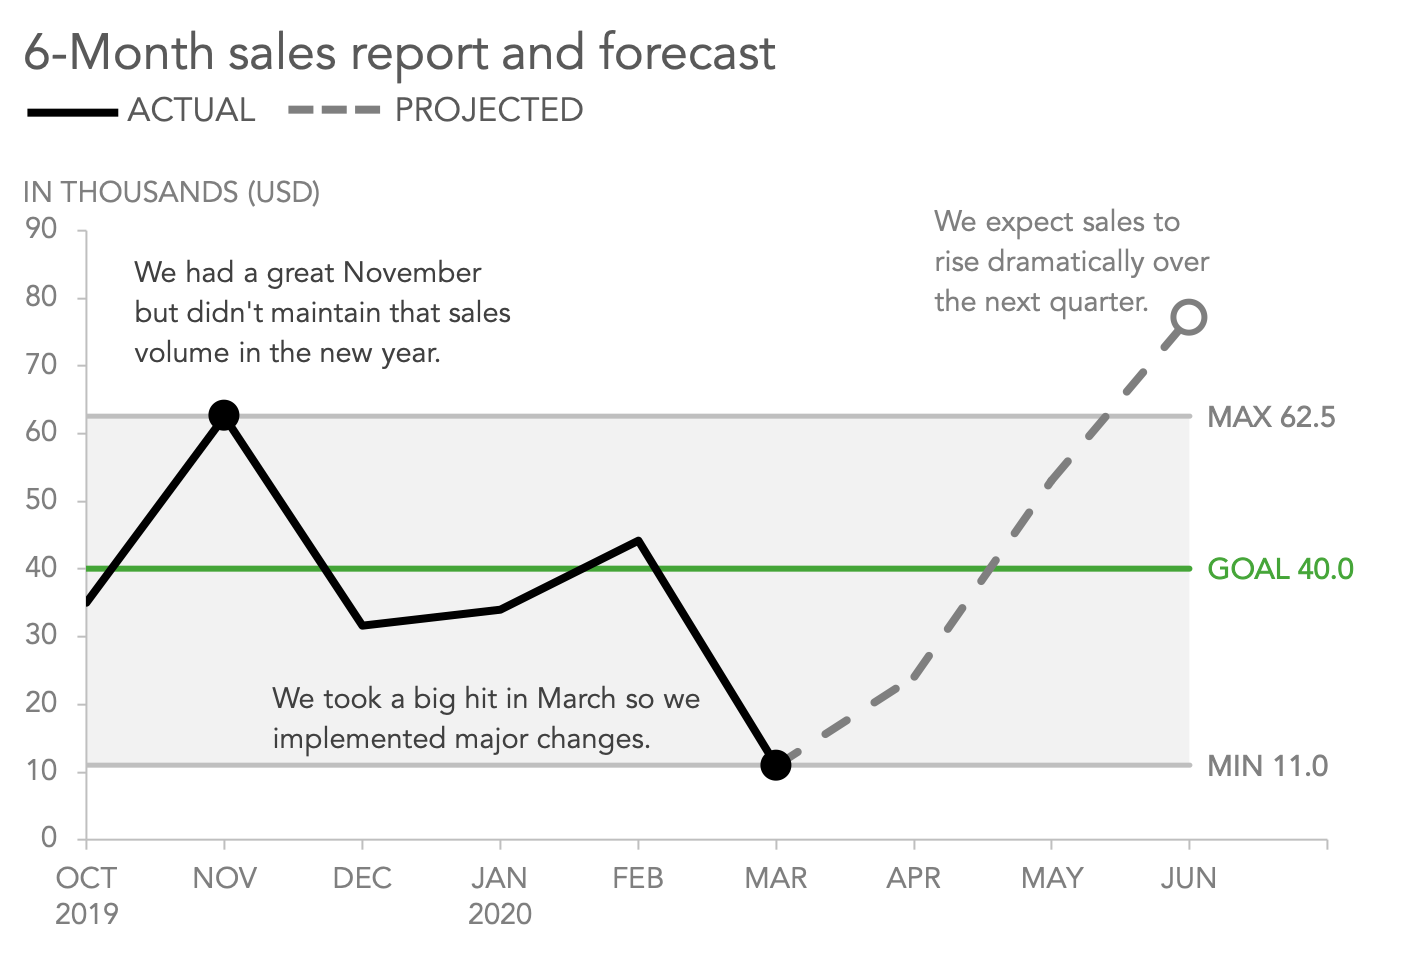 6-Month sales report and forecast
ACTUAL PROJECTED
IN THOUSANDS (USD)
90
80
70
60
50
40
30
20
10
0
We had a great November
but didn't maintain that sales
volume in the new year.
We expect sales to
rise dramatically over
the next quarter.
MAX 62.5
GOAL 40.0
We took a big hit in March so we
implemented major changes.
MIN 11.0
OCT NOV DEC JAN FEB MAR APR MAY JUN
2019 2020